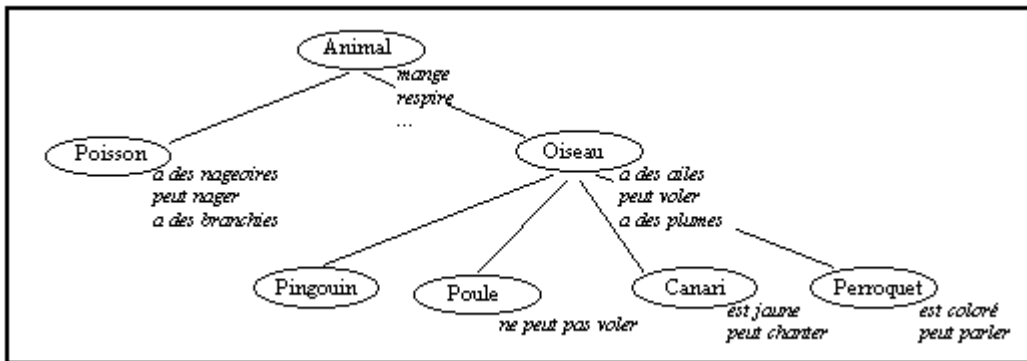 Animal
mange
respire
...
Poisson
a des nageoires
peut nager
a des branchies
Oiseau
a des ailes
peut voler
a des plumes
Pingouin
Poule
ne peut pas voler
Canari
est jaune
peut chanter
Perroquet
est coloré
peut parler